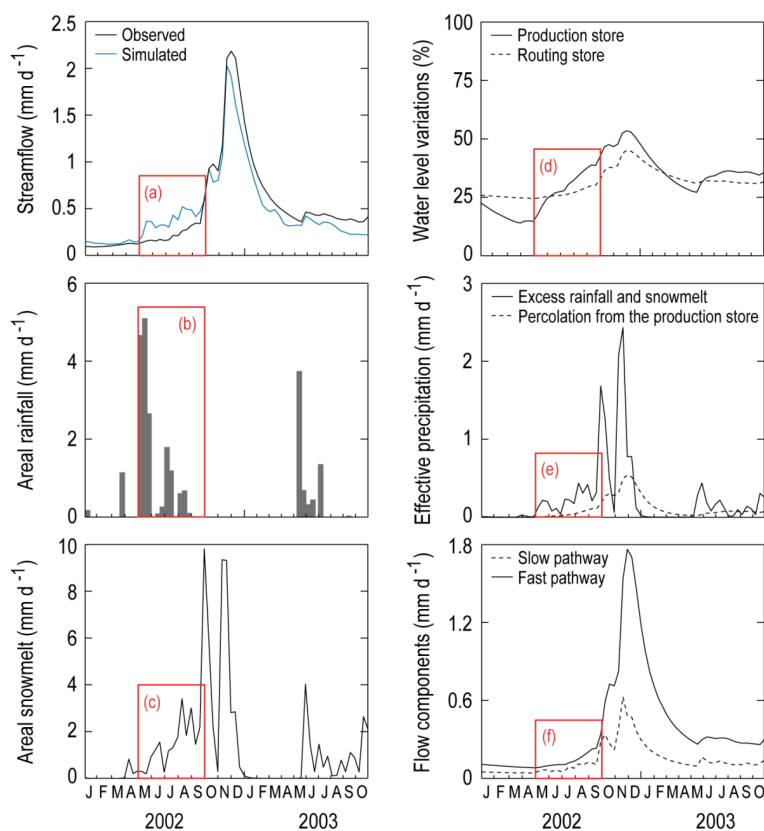 Streamflow (mm d⁻¹)
2.5
2
1.5
1
0.5
0
Observed
Simulated
(a)
Water level variations (%)
100
75
50
25
0
Production store
Routing store
(d)
Areal rainfall (mm d⁻¹)
6
4
2
0
(b)
Effective precipitation (mm d⁻¹)
3
2
1
0
Excess rainfall and snowmelt
Percolation from the production store
(e)
Areal snowmelt (mm d⁻¹)
10
8
6
4
2
0
(c)
J F M A M J J A S O N D J F M A M J J A S O
2002 2003
Flow components (mm d⁻¹)
1.8
1.2
0.6
0
Slow pathway
Fast pathway
(f)
J F M A M J J A S O N D J F M A M J J A S O
2002 2003